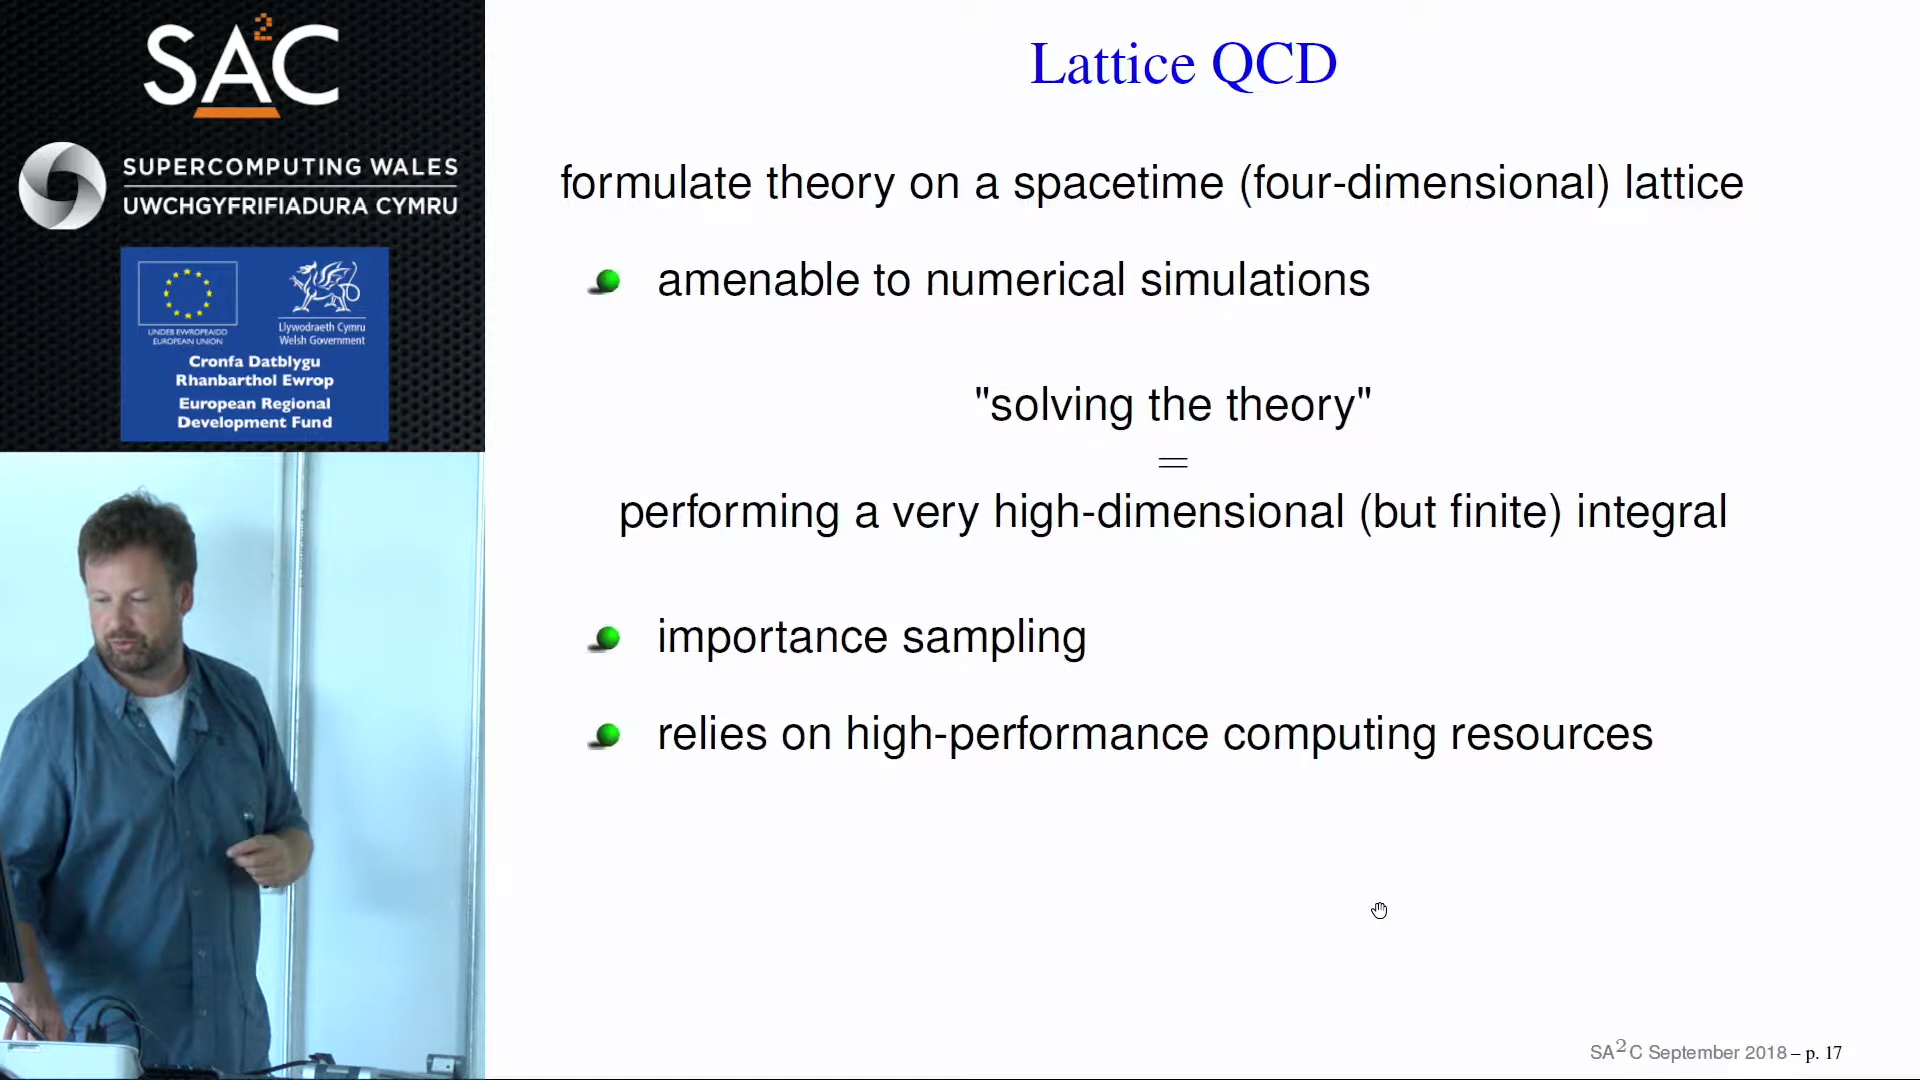 SA²C
SUPERCOMPUTING WALES
UWCHGYFRIFIADURA CYMRU
UNDEB EWROPEAIDD
EUROPEAN UNION
Llywodraeth Cymru
Welsh Government
Cronfa Datblygu
Rhanbarthol Ewrop
European Regional
Development Fund
Lattice QCD
formulate theory on a spacetime (four-dimensional) lattice
amenable to numerical simulations
"solving the theory"
=
performing a very high-dimensional (but finite) integral
importance sampling
relies on high-performance computing resources
SA²C September 2018 – p. 17